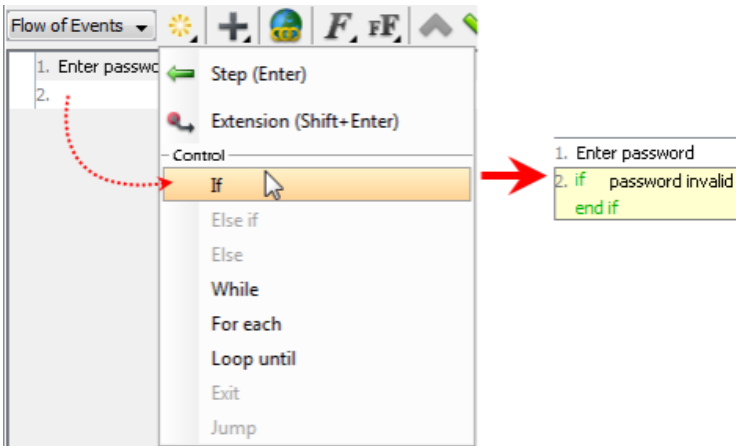 Flow of Events
F
FF
1. Enter passwo
2.
Step (Enter)
Extension (Shift+Enter)
Control
If
Else if
Else
While
For each
Loop until
Exit
Jump
1. Enter password
2. if password invalid
end if